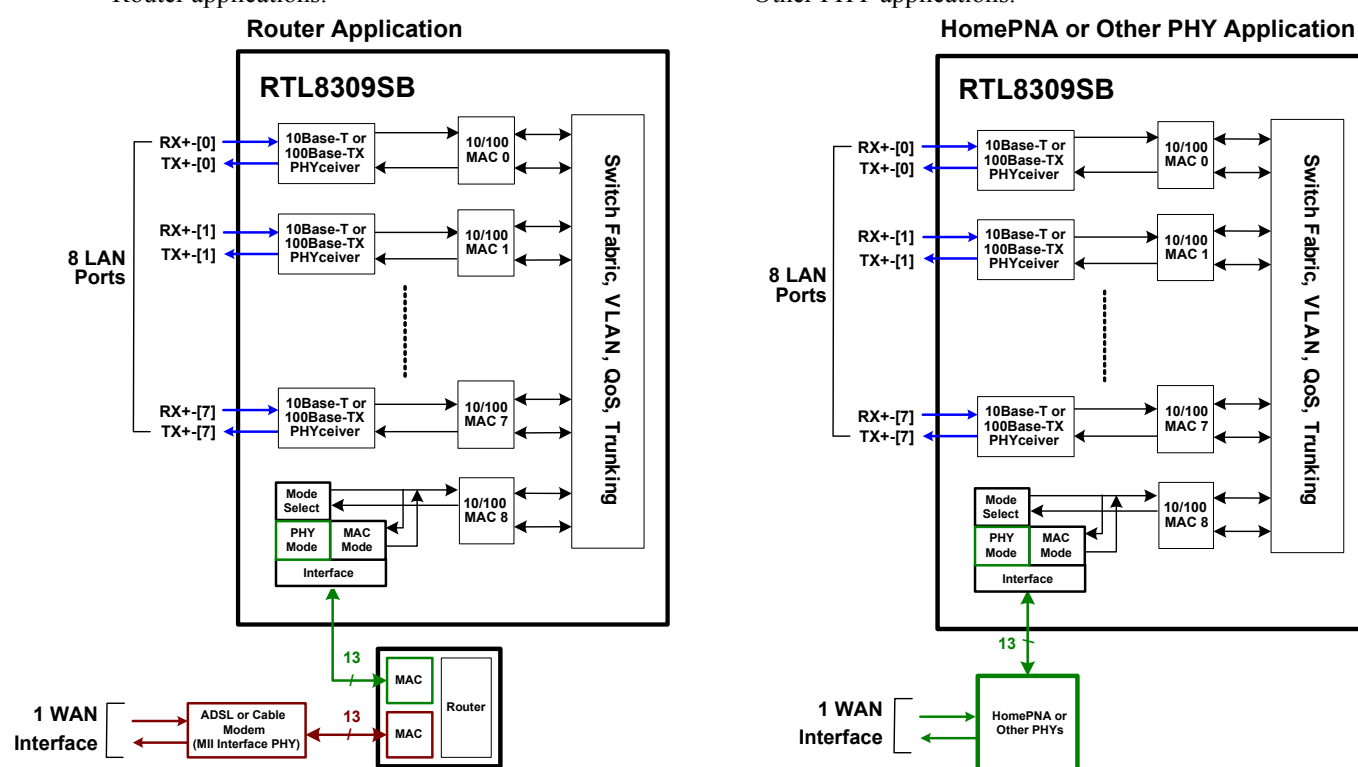 Router applications.
Other PHY applications.
Router Application
RTL8309SB
RX+-[0]
TX+-[0]
10Base-T or
100Base-TX
PHYceiver
10/100
MAC 0
RX+-[1]
TX+-[1]
10Base-T or
100Base-TX
PHYceiver
10/100
MAC 1
8 LAN
Ports
RX+-[7]
TX+-[7]
10Base-T or
100Base-TX
PHYceiver
10/100
MAC 7
Switch Fabric, VLAN, QoS, Trunking
Mode
Select
PHY
Mode
MAC
Mode
Interface
10/100
MAC 8
13
MAC
Router
1 WAN
Interface
ADSL or Cable
Modem
(MII Interface PHY)
13
MAC
HomePNA or Other PHY Application
RTL8309SB
RX+-[0]
TX+-[0]
10Base-T or
100Base-TX
PHYceiver
10/100
MAC 0
RX+-[1]
TX+-[1]
10Base-T or
100Base-TX
PHYceiver
10/100
MAC 1
8 LAN
Ports
RX+-[7]
TX+-[7]
10Base-T or
100Base-TX
PHYceiver
10/100
MAC 7
Switch Fabric, VLAN, QoS, Trunking
Mode
Select
PHY
Mode
MAC
Mode
Interface
10/100
MAC 8
13
1 WAN
Interface
HomePNA or
Other PHYs